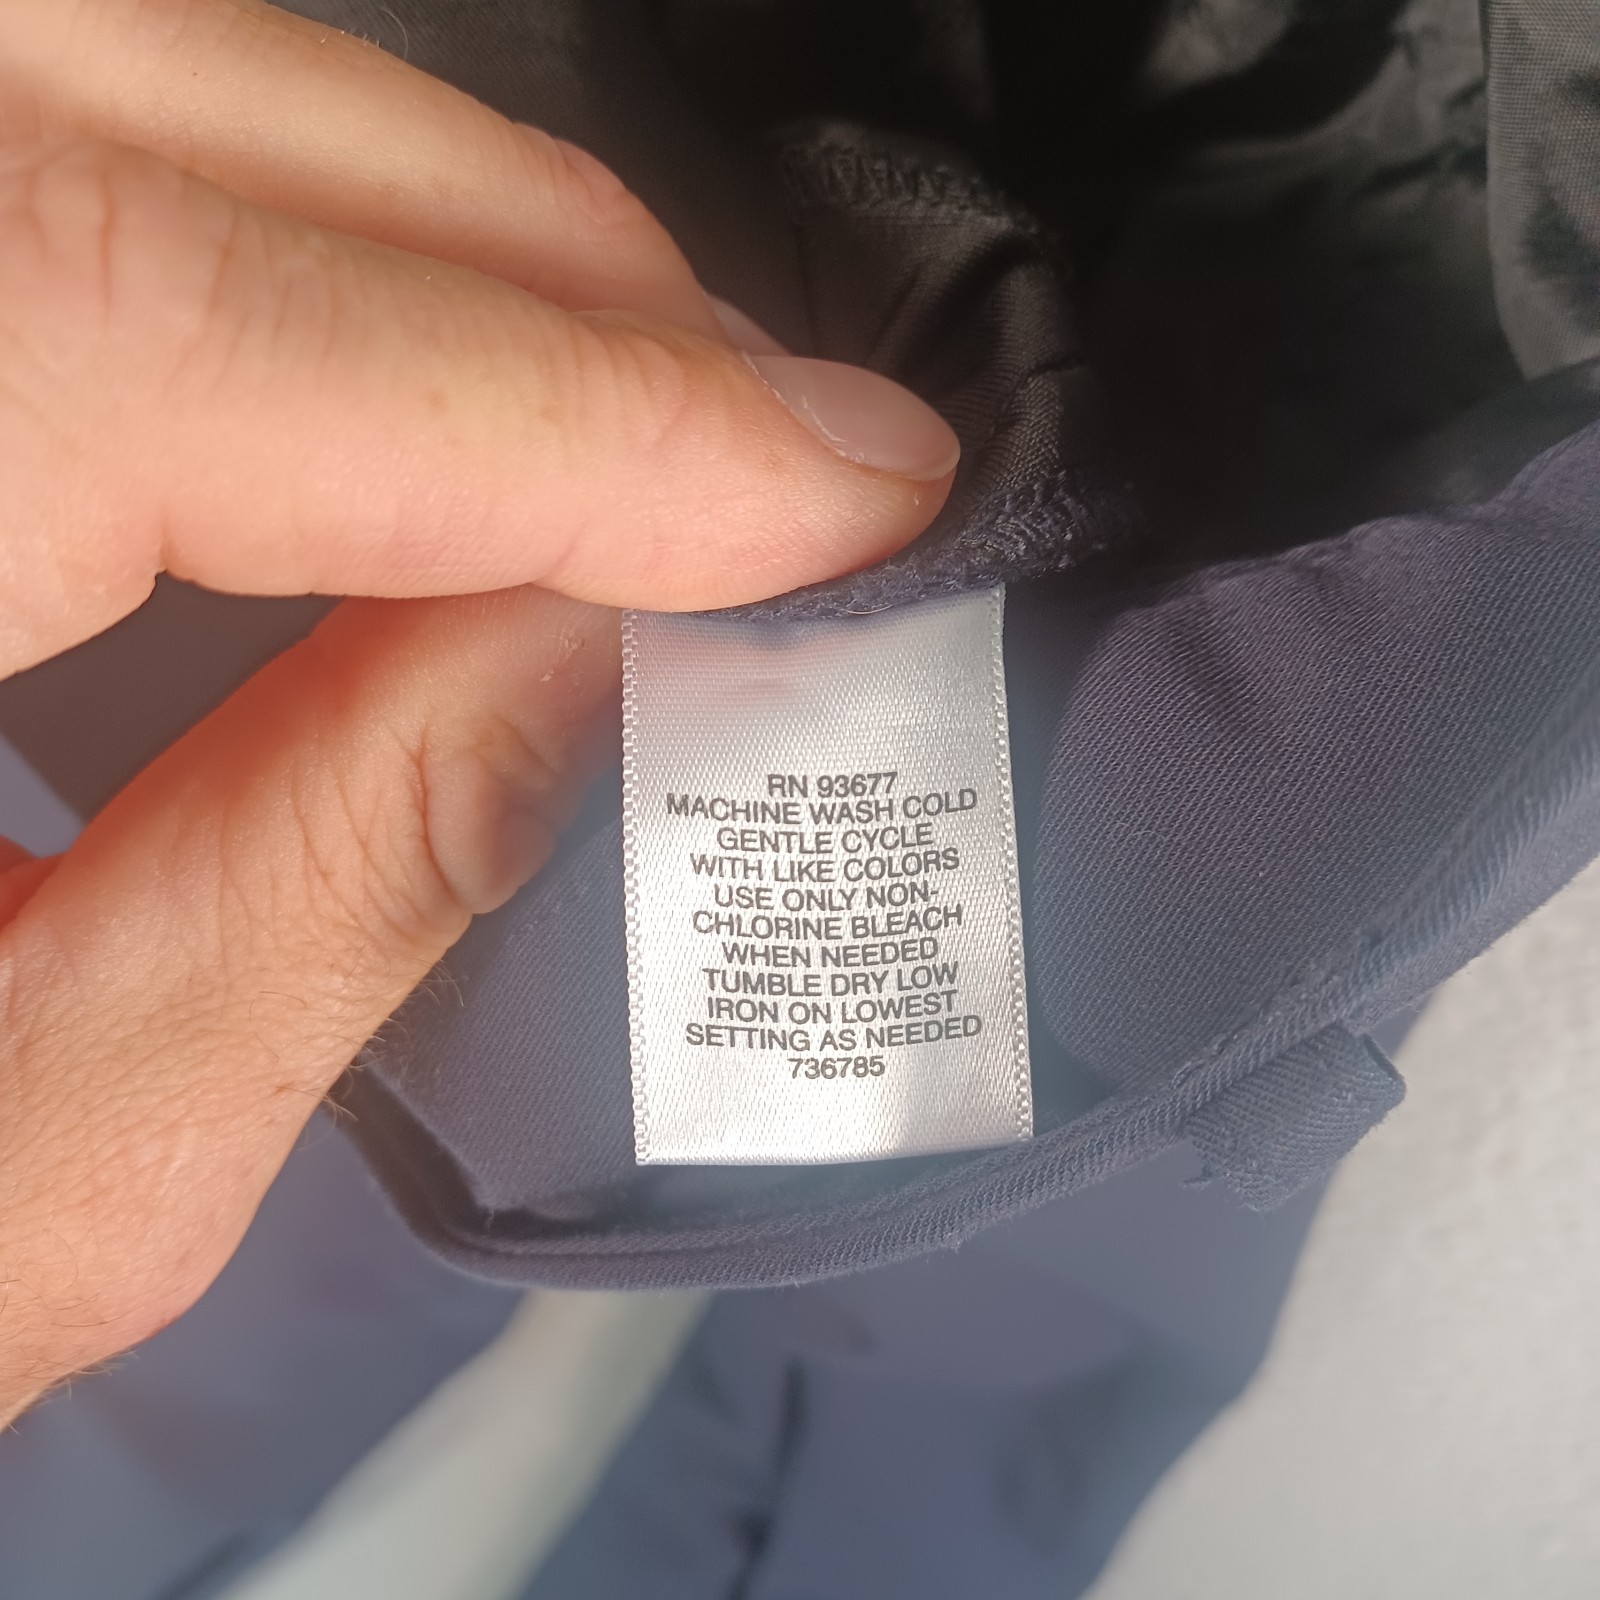 RN 93677
MACHINE WASH COLD
GENTLE CYCLE
WITH LIKE COLORS
USE ONLY NON-
CHLORINE BLEACH
WHEN NEEDED
TUMBLE DRY LOW
IRON ON LOWEST
SETTING AS NEEDED
736785